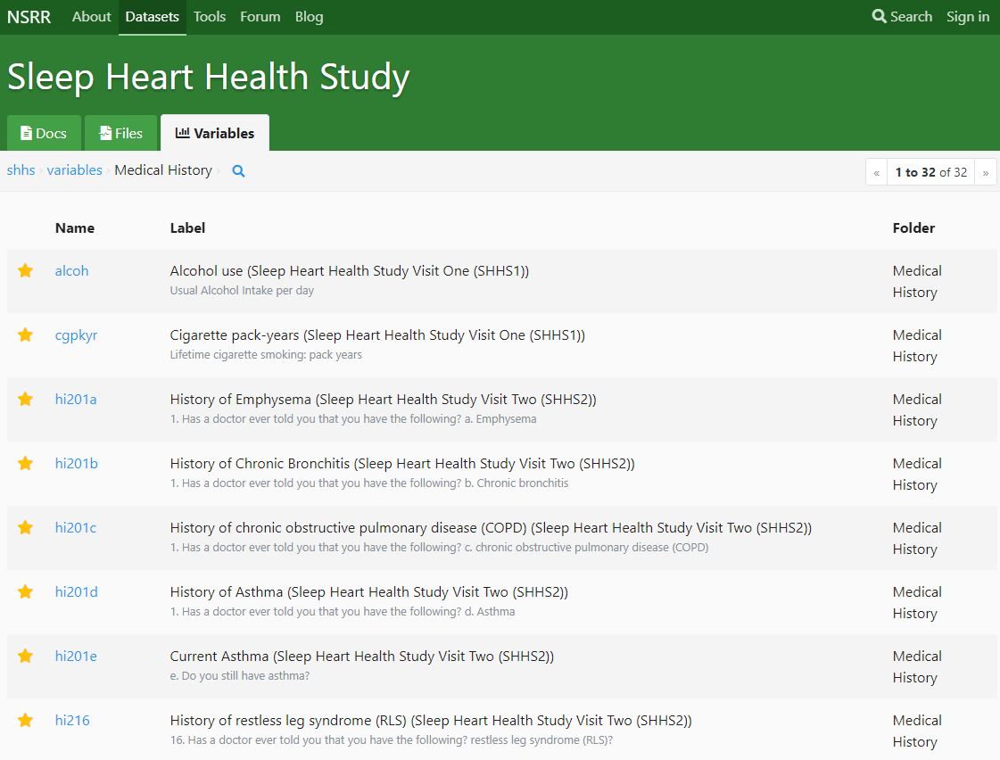 NSRR About Datasets Tools Forum Blog Search Sign in
Sleep Heart Health Study
Docs Files Variables
shhs › variables › Medical History › « 1 to 32 of 32 »
Name Label Folder
alcoh Alcohol use (Sleep Heart Health Study Visit One (SHHS1)) Medical
Usual Alcohol Intake per day History
cgpkyr Cigarette pack-years (Sleep Heart Health Study Visit One (SHHS1)) Medical
Lifetime cigarette smoking: pack years History
hi201a History of Emphysema (Sleep Heart Health Study Visit Two (SHHS2)) Medical
1. Has a doctor ever told you that you have the following? a. Emphysema History
hi201b History of Chronic Bronchitis (Sleep Heart Health Study Visit Two (SHHS2)) Medical
1. Has a doctor ever told you that you have the following? b. Chronic bronchitis History
hi201c History of chronic obstructive pulmonary disease (COPD) (Sleep Heart Health Study Visit Two (SHHS2)) Medical
1. Has a doctor ever told you that you have the following? c. chronic obstructive pulmonary disease (COPD) History
hi201d History of Asthma (Sleep Heart Health Study Visit Two (SHHS2)) Medical
1. Has a doctor ever told you that you have the following? d. Asthma History
hi201e Current Asthma (Sleep Heart Health Study Visit Two (SHHS2)) Medical
e. Do you still have asthma? History
hi216 History of restless leg syndrome (RLS) (Sleep Heart Health Study Visit Two (SHHS2)) Medical
16. Has a doctor ever told you that you have the following? restless leg syndrome (RLS)? History